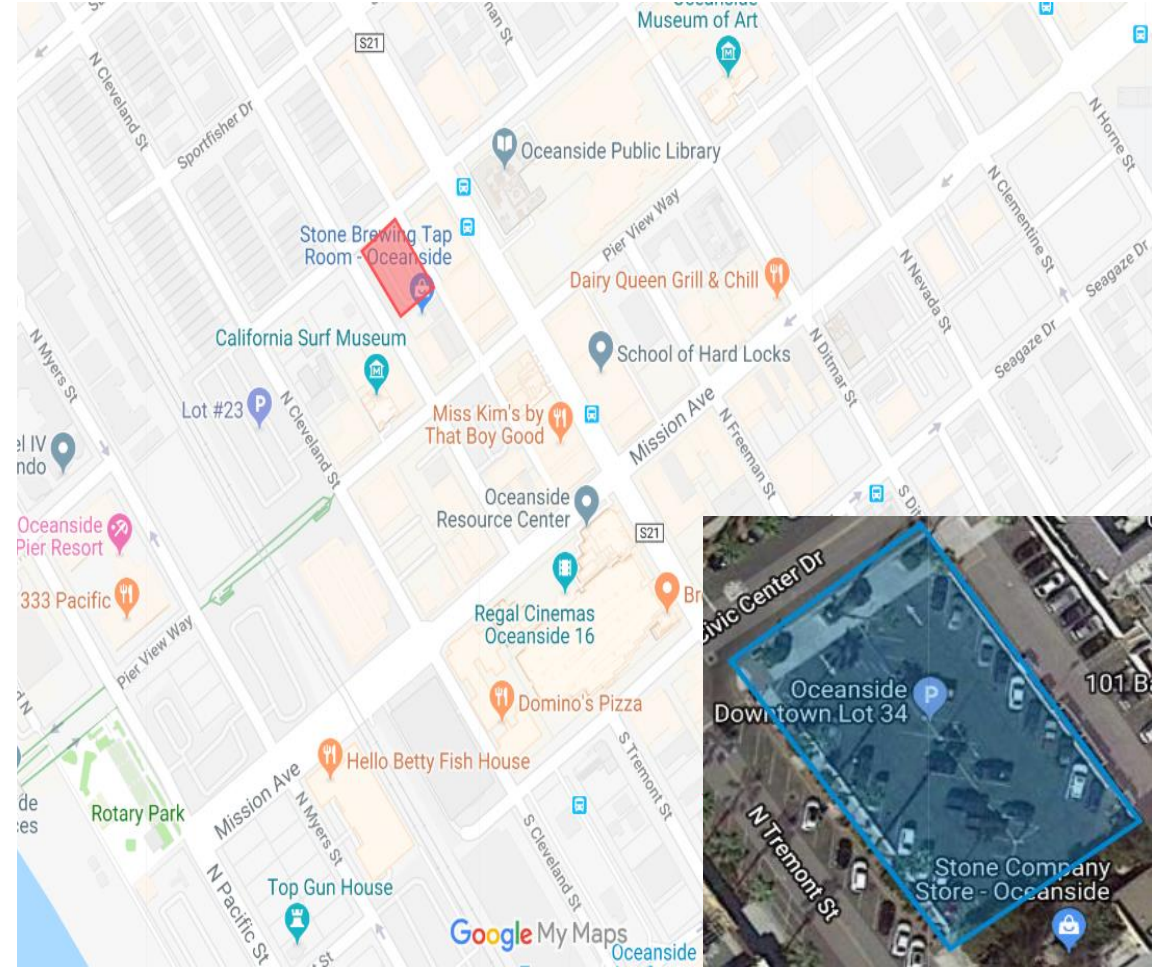 Museum of Art
S21
N Cleveland St
Sportfisher Dr
Oceanside Public Library
N Horne St
N Clementine St
Stone Brewing Tap
Room - Oceanside
Pier View Way
Dairy Queen Grill & Chill
N Nevada St
Seagaze Dr
California Surf Museum
School of Hard Locks
N Ditmar St
Seagaze Dr
N Myers St
Lot #23
N Cleveland St
Miss Kim's by
That Boy Good
Mission Ave
N Freeman St
Oceanside
Resource Center
S21
Oceanside
Pier Resort
333 Pacific
Regal Cinemas
Oceanside 16
Pier View Way
Domino's Pizza
Hello Betty Fish House
S Tremont St
Rotary Park
Mission Ave
N Myers St
S Cleveland St
Top Gun House
N Pacific St
Google My Maps
Oceanside
Civic Center Dr
Oceanside
Downtown Lot 34
N Tremont St
Stone Company
Store - Oceanside